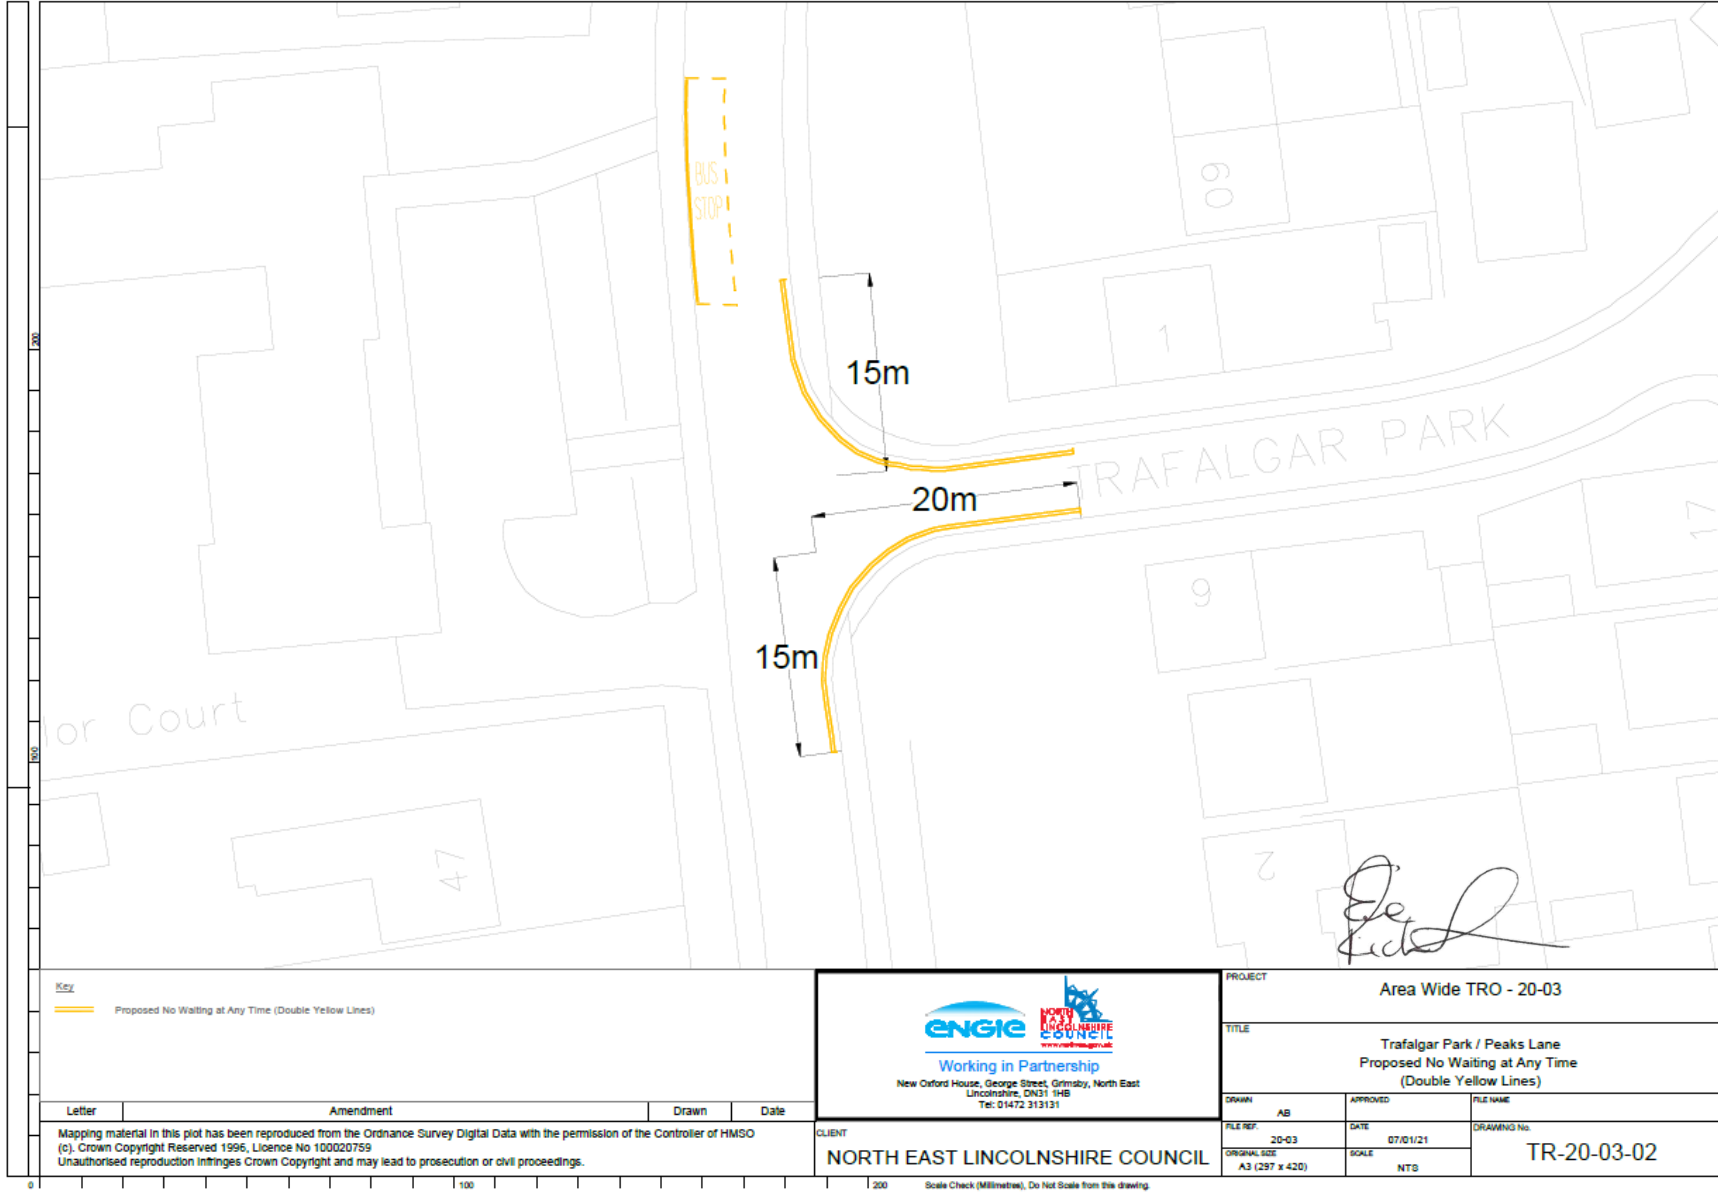 BUS
STOP
60
1
15m
TRAFALGAR PARK
20m
9
15m
lor Court
4
2
200
100
Key
Proposed No Waiting at Any Time (Double Yellow Lines)
Letter Amendment Drawn Date
Mapping material in this plot has been reproduced from the Ordnance Survey Digital Data with the permission of the Controller of HMSO
(c). Crown Copyright Reserved 1996, Licence No 100020759
Unauthorised reproduction infringes Crown Copyright and may lead to prosecution or civil proceedings.
ENGIE
NORTH
EAST
LINCOLNSHIRE
COUNCIL
www.nelincs.gov.uk
Working in Partnership
New Oxford House, George Street, Grimsby, North East
Lincolnshire, DN31 1HB
Tel: 01472 313131
CLIENT
NORTH EAST LINCOLNSHIRE COUNCIL
PROJECT
Area Wide TRO - 20-03
TITLE
Trafalgar Park / Peaks Lane
Proposed No Waiting at Any Time
(Double Yellow Lines)
DRAWN
AB
APPROVED
FILE NAME
FILE REF.
20-03
DATE
07/01/21
DRAWING No.
TR-20-03-02
ORIGINAL SIZE
A3 (297 x 420)
SCALE
NTS
0 100 200 Scale Check (Millimetres), Do Not Scale from this drawing.